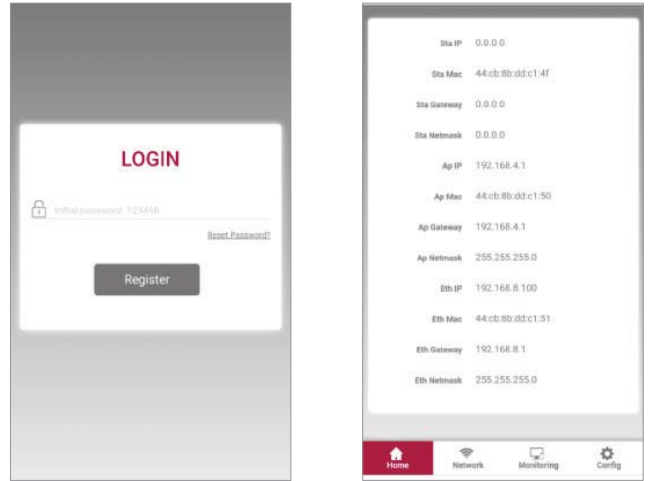 LOGIN
Initial password: 123456
Reset Password?
Register
Sta IP 0.0.0.0
Sta Mac 44:cb:8b:dd:c1:4f
Sta Gateway 0.0.0.0
Sta Netmask 0.0.0.0
Ap IP 192.168.4.1
Ap Mac 44:cb:8b:dd:c1:50
Ap Gateway 192.168.4.1
Ap Netmask 255.255.255.0
Eth IP 192.168.8.100
Eth Mac 44:cb:8b:dd:c1:51
Eth Gateway 192.168.8.1
Eth Netmask 255.255.255.0
Home Network Monitoring Config